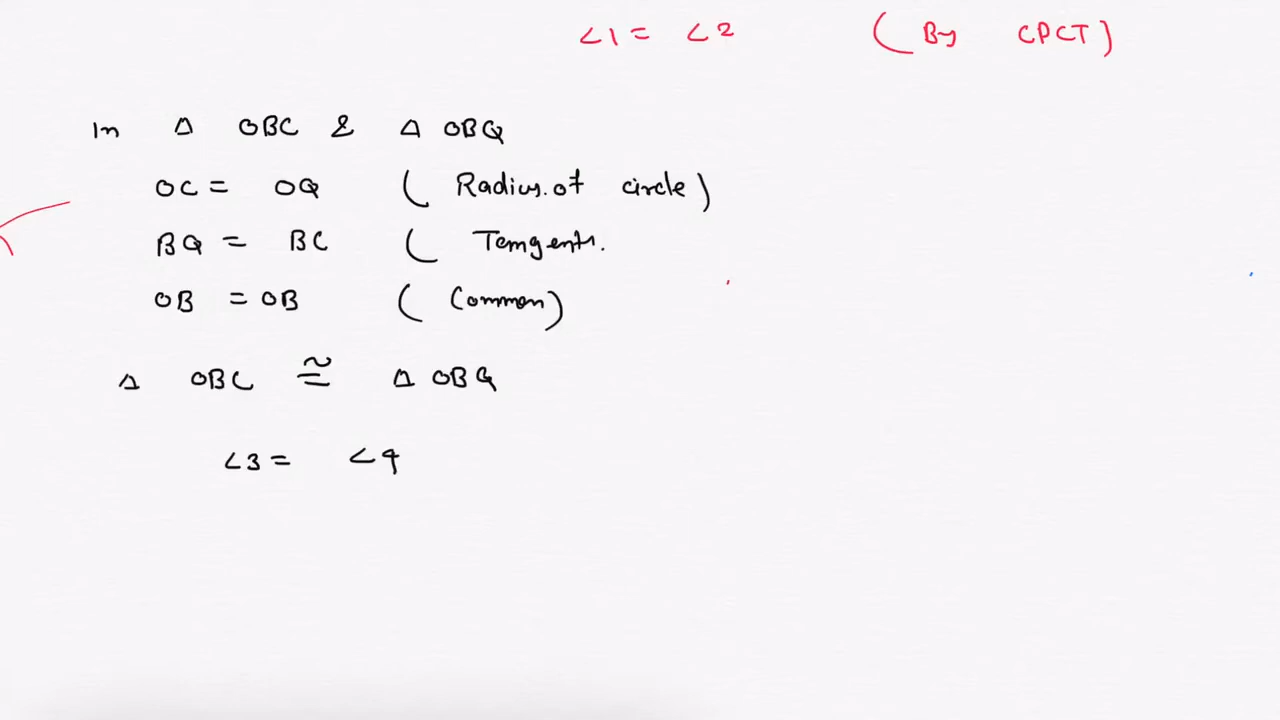 ∠1 = ∠2 (By CPCT)
In Δ OBC & Δ OBQ
OC = OQ (Radius of circle)
BQ = BC (Tangents.
OB = OB (Common)
Δ OBC ≅ Δ OBQ
∠3 = ∠4